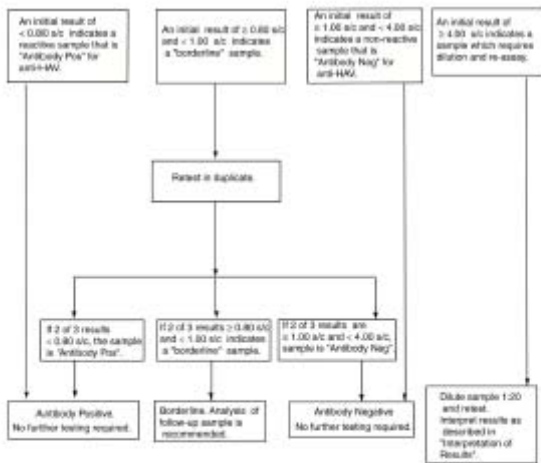 An initial result of
< 0.80 s/c indicates a
reactive sample that is
"Antibody Pos" for
anti-HAV.
An initial result of ≥ 0.80 s/c
and < 1.00 s/c indicates
a "borderline" sample.
An initial result of
≥ 1.00 s/c and < 4.00 s/c
indicates a non-reactive
sample that is
"Antibody Neg" for
anti-HAV.
An initial result of
≥ 4.00 s/c indicates a
sample which requires
dilution and re-assay.
Retest in duplicate.
If 2 of 3 results
< 0.80 s/c, the sample
is "Antibody Pos".
If 2 of 3 results ≥ 0.80 s/c
and < 1.00 s/c indicates
a "borderline" sample.
If 2 of 3 results are
≥ 1.00 s/c and < 4.00 s/c,
sample is "Antibody Neg".
Antibody Positive.
No further testing required.
Borderline. Analysis of
follow-up sample is
recommended.
Antibody Negative
No further testing required.
Dilute sample 1:20
and retest.
Interpret results as
described in
"Interpretation of
Results".